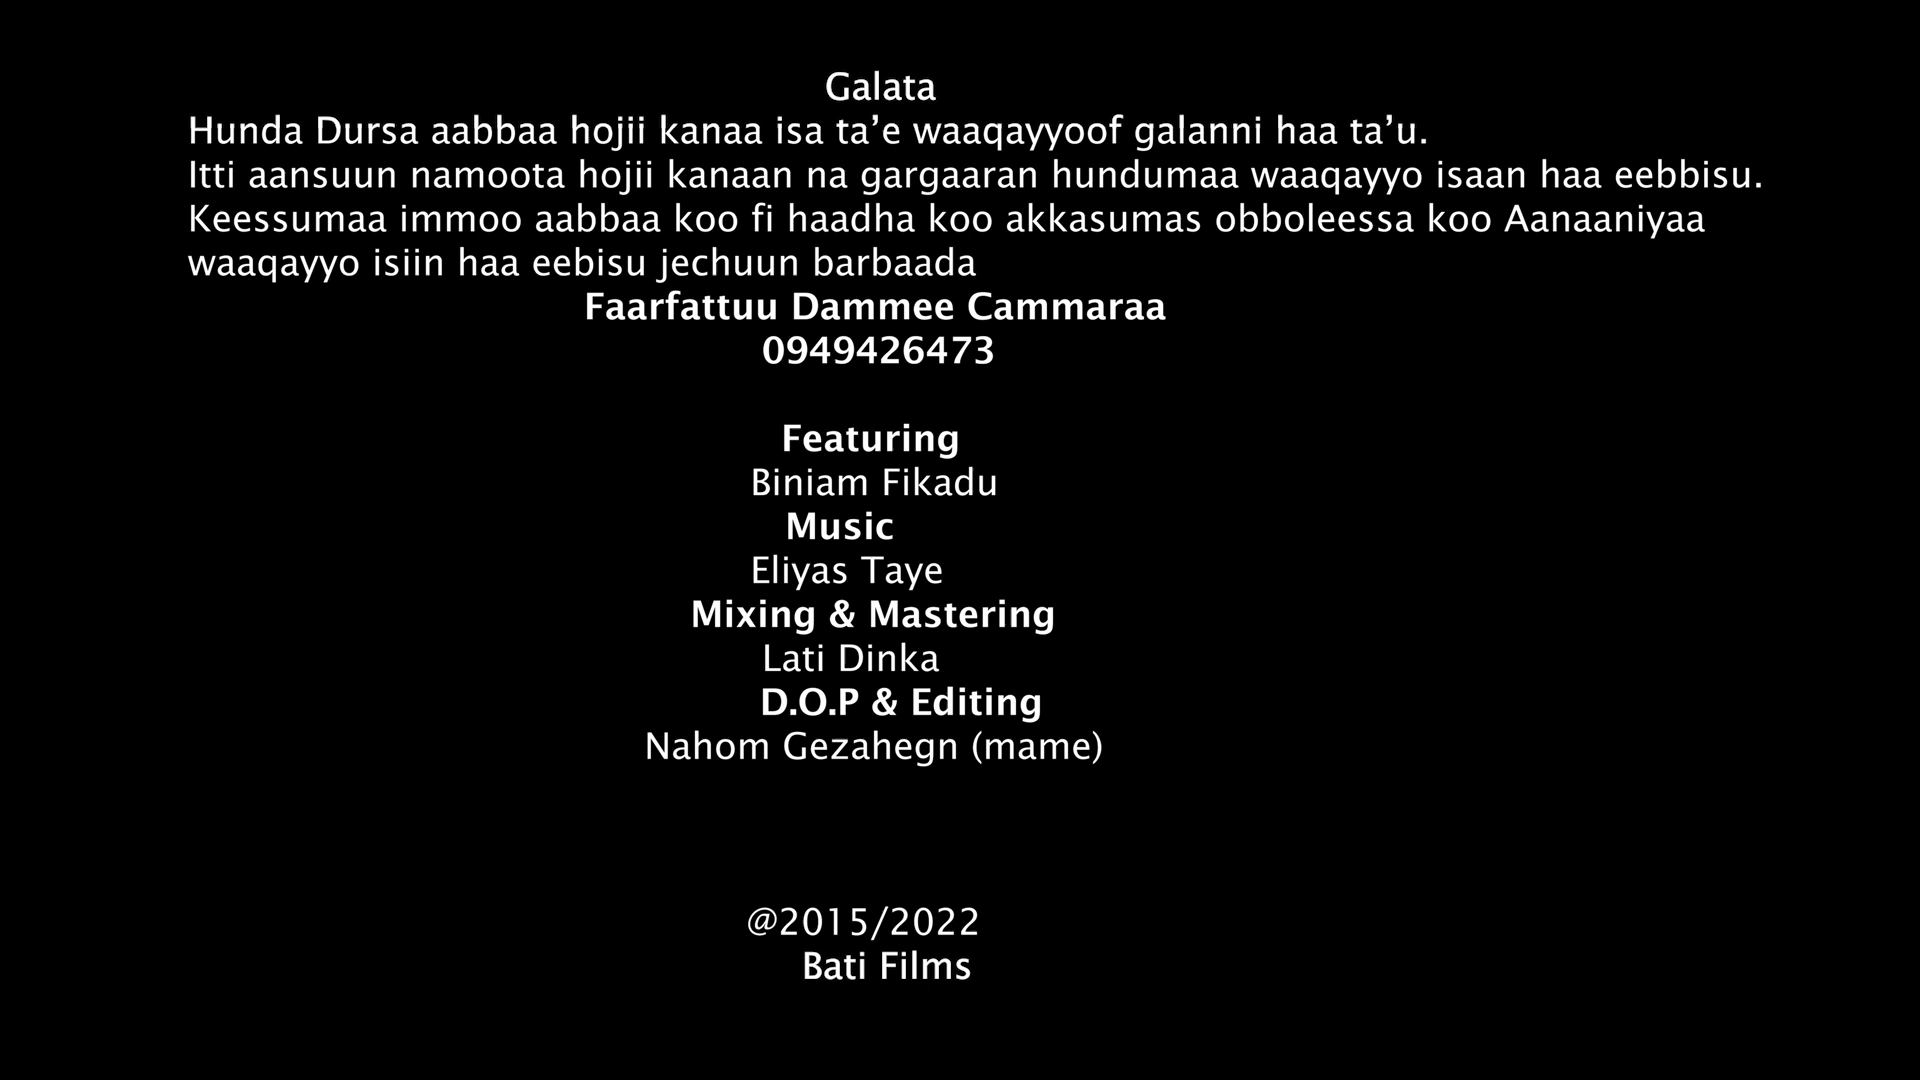 Galata
Hunda Dursa aabbaa hojii kanaa isa ta’e waaqayyoof galanni haa ta’u.
Itti aansuun namoota hojii kanaan na gargaaran hundumaa waaqayyo isaan haa eebbisu.
Keessumaa immoo aabbaa koo fi haadha koo akkasumas obboleessa koo Aanaaniyaa
waaqayyo isiin haa eebisu jechuun barbaada
Faarfattuu Dammee Cammaraa
0949426473
Featuring
Biniam Fikadu
Music
Eliyas Taye
Mixing & Mastering
Lati Dinka
D.O.P & Editing
Nahom Gezahegn (mame)
@2015/2022
Bati Films